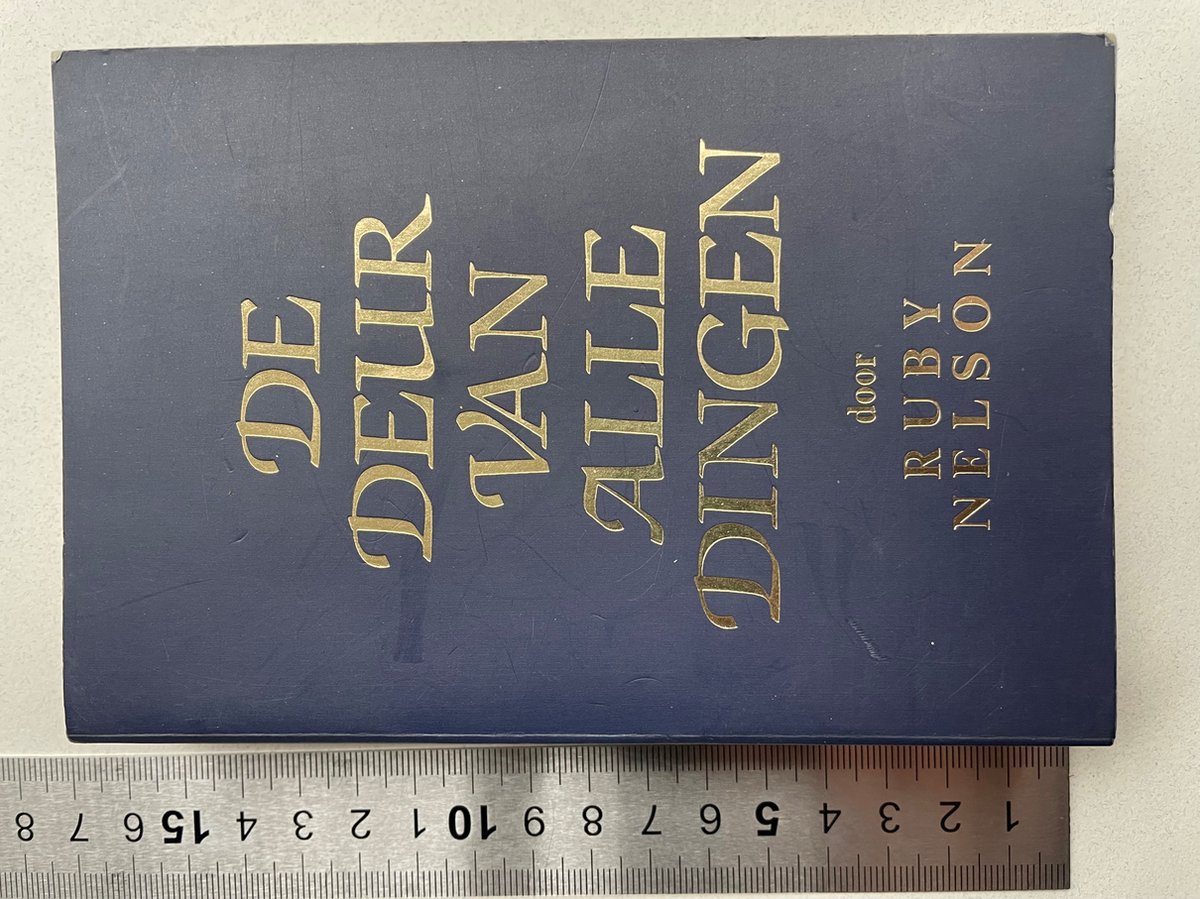 DE
DEUR
VAN
ALLE
DINGEN
door
RUBY
NELSON
1 2 3 4 5 6 7 8 9 10 1 2 3 4 15 6 7 8